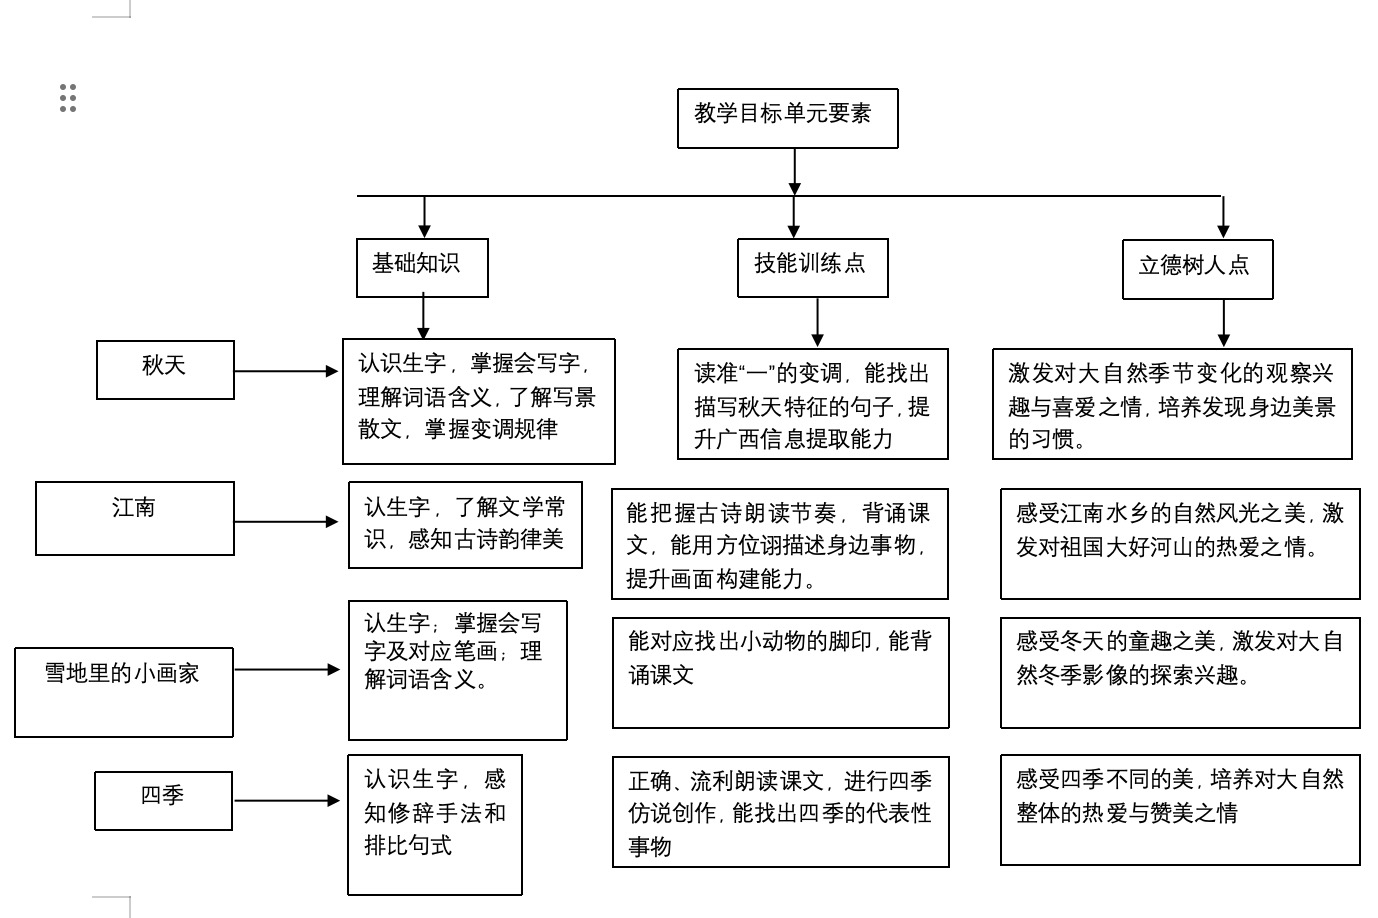 教学目标单元要素
基础知识
技能训练点
立德树人点
秋天
认识生字，掌握会写字，
理解词语含义，了解写景
散文，掌握变调规律
读准“一”的变调，能找出
描写秋天特征的句子，提
升广西信息提取能力
激发对大自然季节变化的观察兴
趣与喜爱之情，培养发现身边美景
的习惯。
江南
认生字，了解文学常
识，感知古诗韵律美
能把握古诗朗读节奏，背诵课
文，能用方位诩描述身边事物，
提升画面构建能力。
感受江南水乡的自然风光之美，激
发对祖国大好河山的热爱之情。
雪地里的小画家
认生字；掌握会写
字及对应笔画；理
解词语含义。
能对应找出小动物的脚印，能背
诵课文
感受冬天的童趣之美，激发对大自
然冬季影像的探索兴趣。
四季
认识生字，感
知修辞手法和
排比句式
正确、流利朗读课文，进行四季
仿说创作，能找出四季的代表性
事物
感受四季不同的美，培养对大自然
整体的热爱与赞美之情